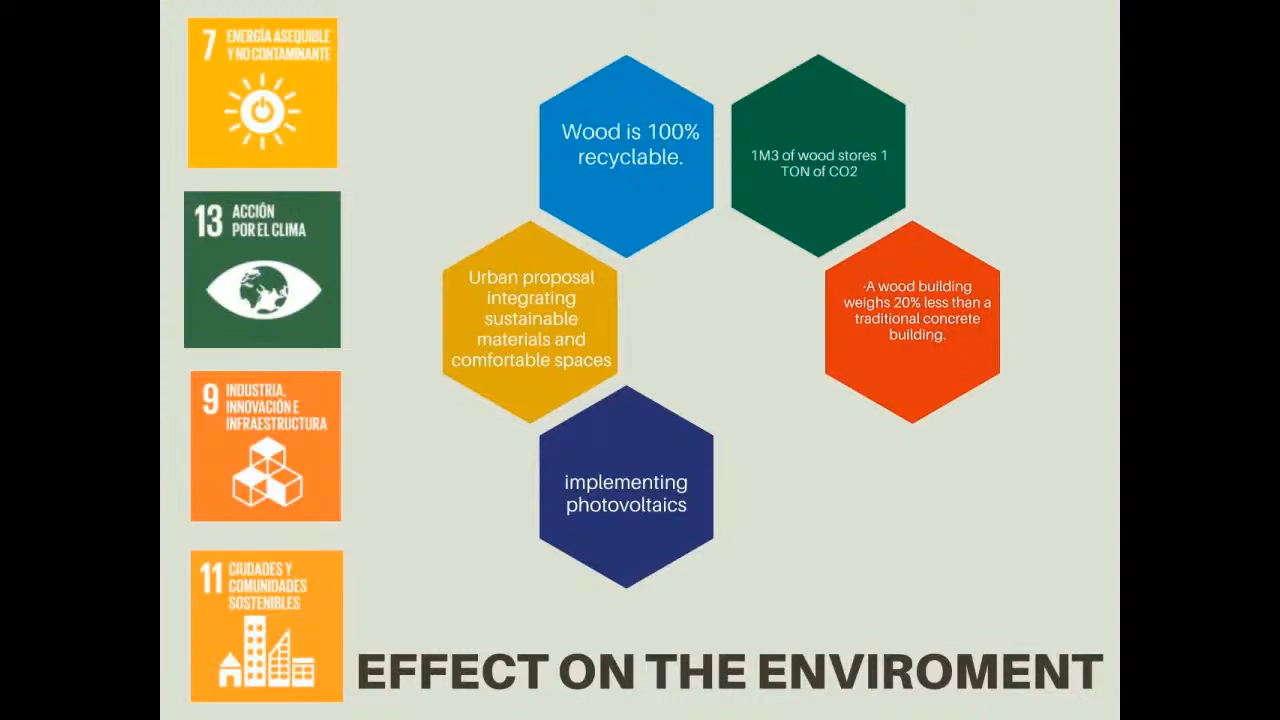 7 ENERGÍA ASEQUIBLE
Y NO CONTAMINANTE
13 ACCIÓN
POR EL CLIMA
9 INDUSTRIA,
INNOVACIÓN E
INFRAESTRUCTURA
11 CIUDADES Y
COMUNIDADES
SOSTENIBLES
Wood is 100%
recyclable.
1M3 of wood stores 1
TON of CO2
Urban proposal
integrating
sustainable
materials and
comfortable spaces
·A wood building
weighs 20% less than a
traditional concrete
building.
implementing
photovoltaics
EFFECT ON THE ENVIROMENT